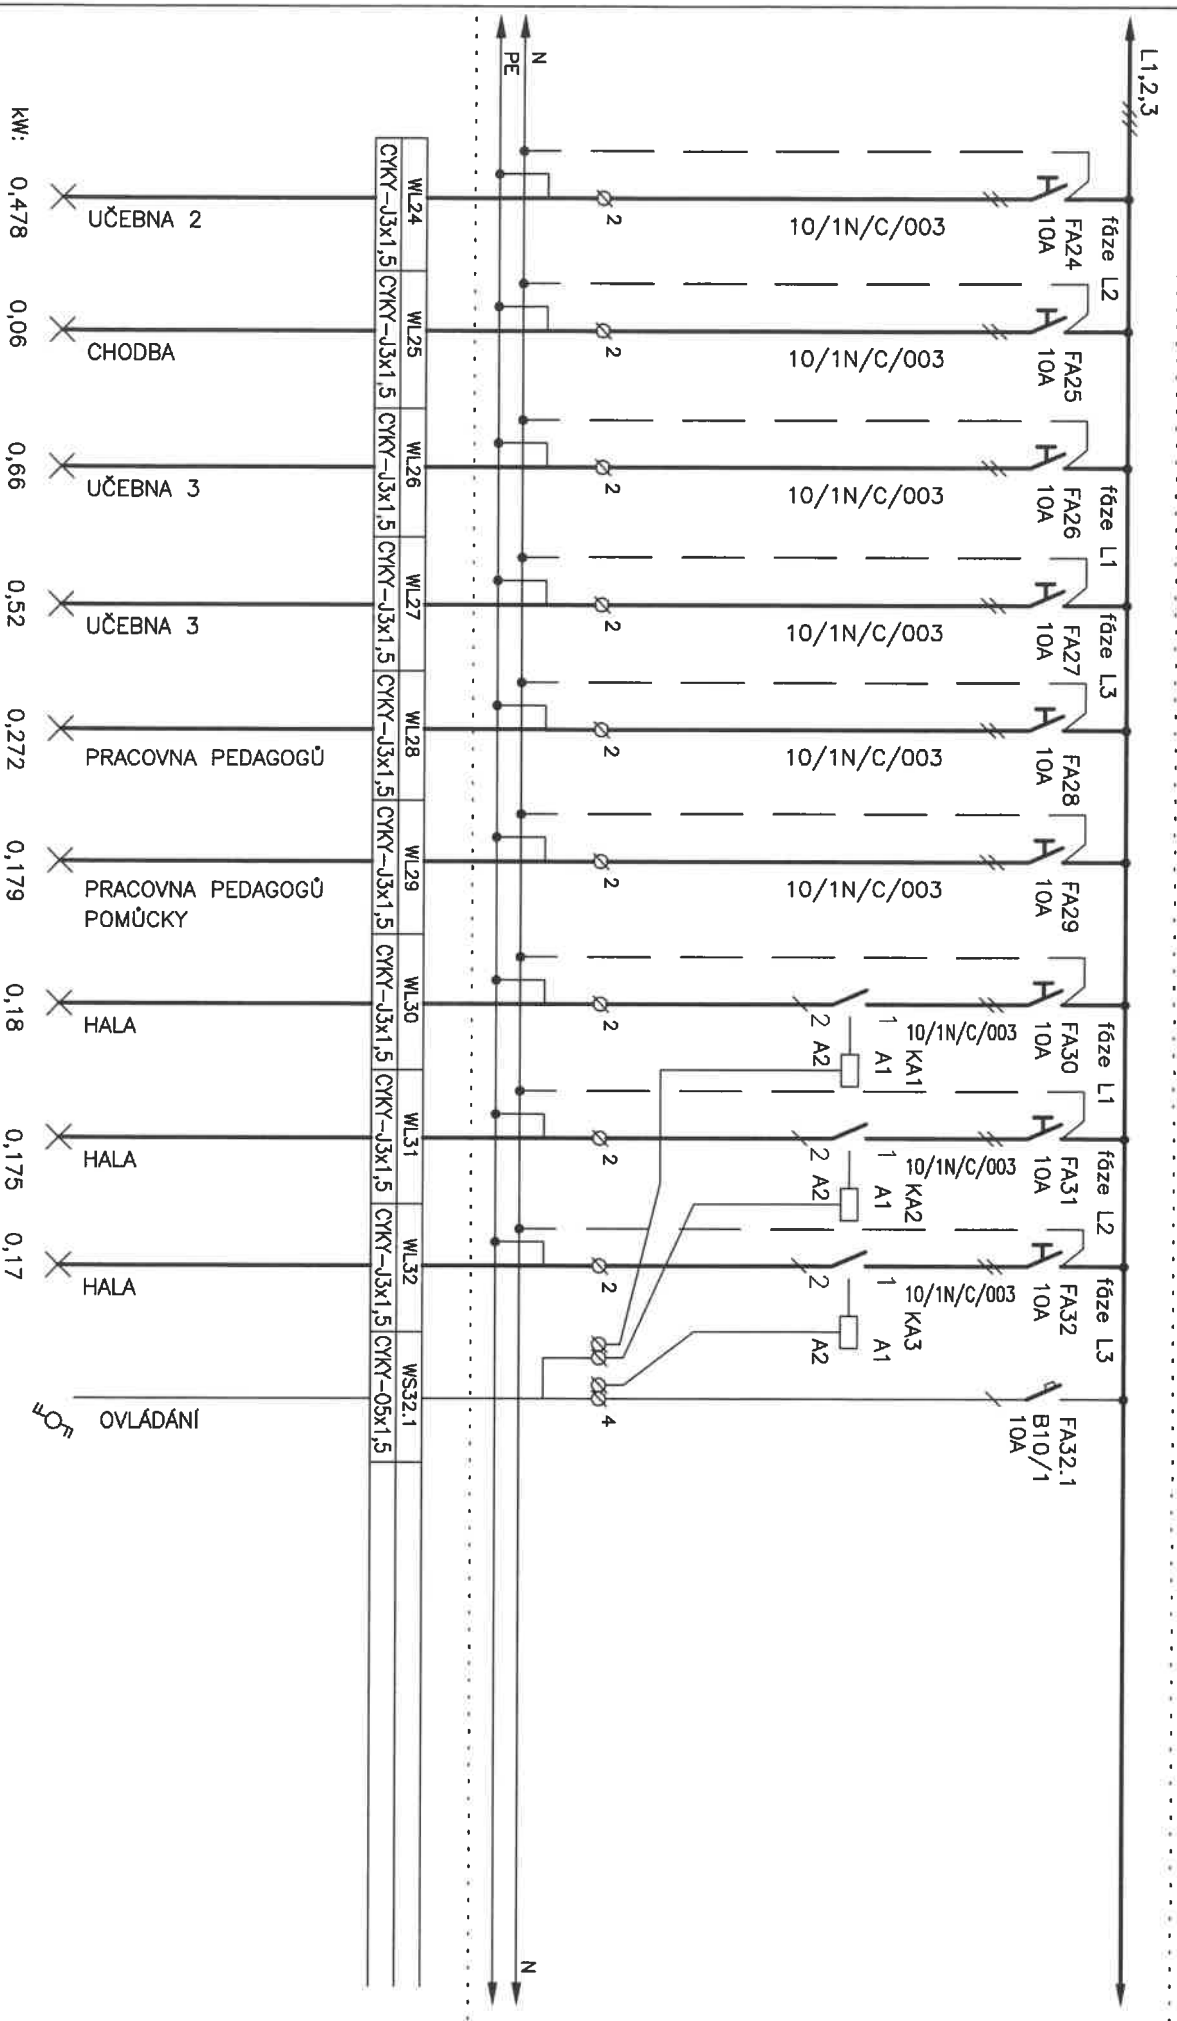 L1,2,3
fáze L2
fáze L1
fáze L3
fáze L1
fáze L2
fáze L3
FA24
10A
FA25
10A
FA26
10A
FA27
10A
FA28
10A
FA29
10A
FA30
10A
FA31
10A
FA32
10A
FA32.1
B10/1
10A
10/1N/C/003
10/1N/C/003
10/1N/C/003
10/1N/C/003
10/1N/C/003
10/1N/C/003
10/1N/C/003
10/1N/C/003
10/1N/C/003
KA1
1 A1
2 A2
KA2
1 A1
2 A2
KA3
1 A1
2 A2
2
2
2
2
2
2
2
2
2
4
N
N
PE
WL24
WL25
WL26
WL27
WL28
WL29
WL30
WL31
WL32
WS32.1
CYKY-J3x1,5
CYKY-J3x1,5
CYKY-J3x1,5
CYKY-J3x1,5
CYKY-J3x1,5
CYKY-J3x1,5
CYKY-J3x1,5
CYKY-J3x1,5
CYKY-J3x1,5
CYKY-O5x1,5
UČEBNA 2
CHODBA
UČEBNA 3
UČEBNA 3
PRACOVNA PEDAGOGŮ
PRACOVNA PEDAGOGŮ
POMŮCKY
HALA
HALA
HALA
OVLÁDÁNÍ
kW: 0,478 0,06 0,66 0,52 0,272 0,179 0,18 0,175 0,17